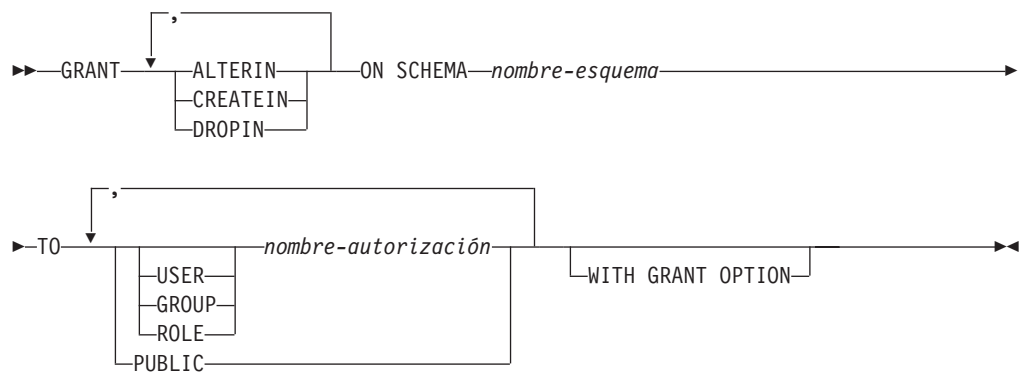 ,
GRANT ALTERIN ON SCHEMA nombre-esquema
CREATEIN
DROPIN
,
TO nombre-autorización
USER WITH GRANT OPTION
GROUP
ROLE
PUBLIC